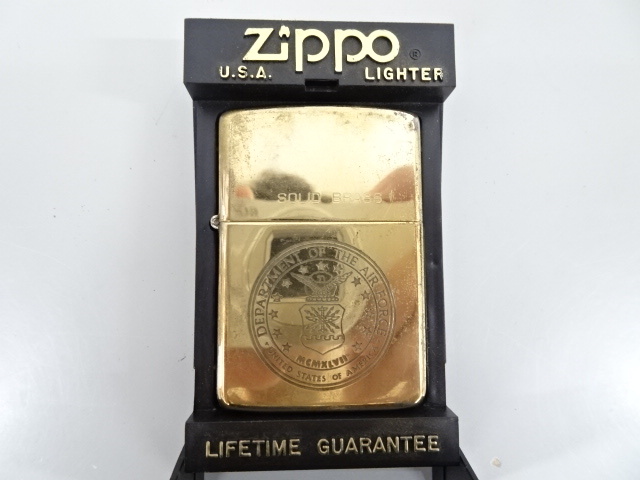 Zippo ®
U.S.A. LIGHTER
SOLID BRASS
DEPARTMENT OF THE AIR FORCE
MCMXLVII
UNITED STATES OF AMERICA
LIFETIME GUARANTEE